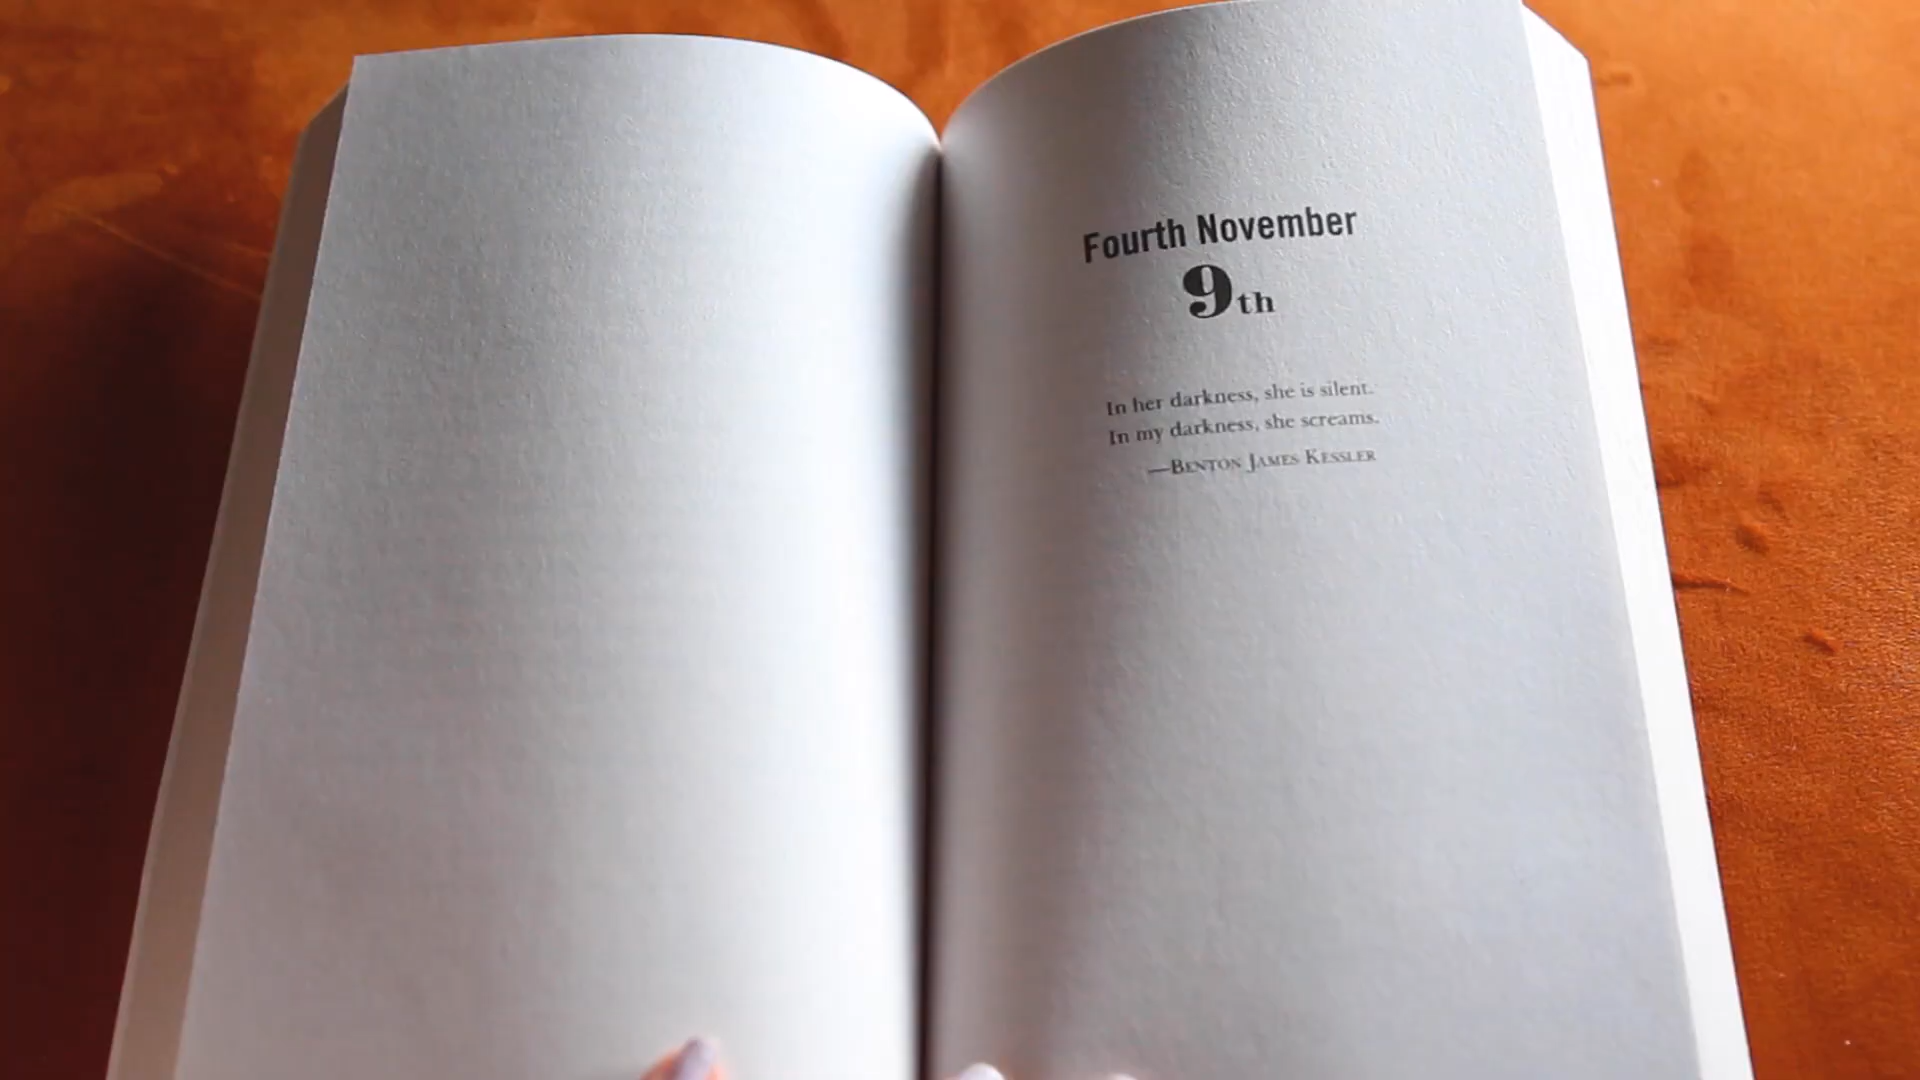 Fourth November
9th
In her darkness, she is silent.
In my darkness, she screams.
—BENTON JAMES KESSLER